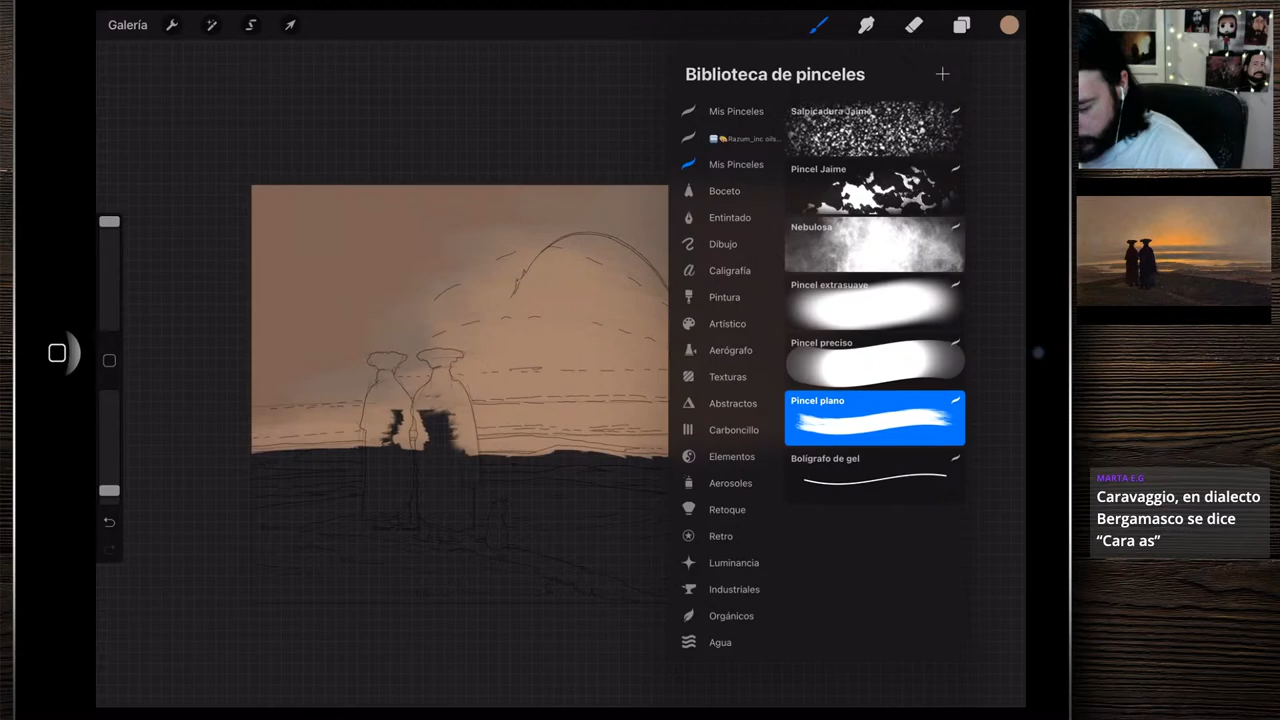 Galería
Biblioteca de pinceles
Mis Pinceles
Razum_inc oils...
Mis Pinceles
Boceto
Entintado
Dibujo
Caligrafía
Pintura
Artístico
Aerógrafo
Texturas
Abstractos
Carboncillo
Elementos
Aerosoles
Retoque
Retro
Luminancia
Industriales
Orgánicos
Agua
Salpicadura Jaime
Pincel Jaime
Nebulosa
Pincel extrasuave
Pincel preciso
Pincel plano
Bolígrafo de gel
MARTA E.G
Caravaggio, en dialecto
Bergamasco se dice
“Cara as”